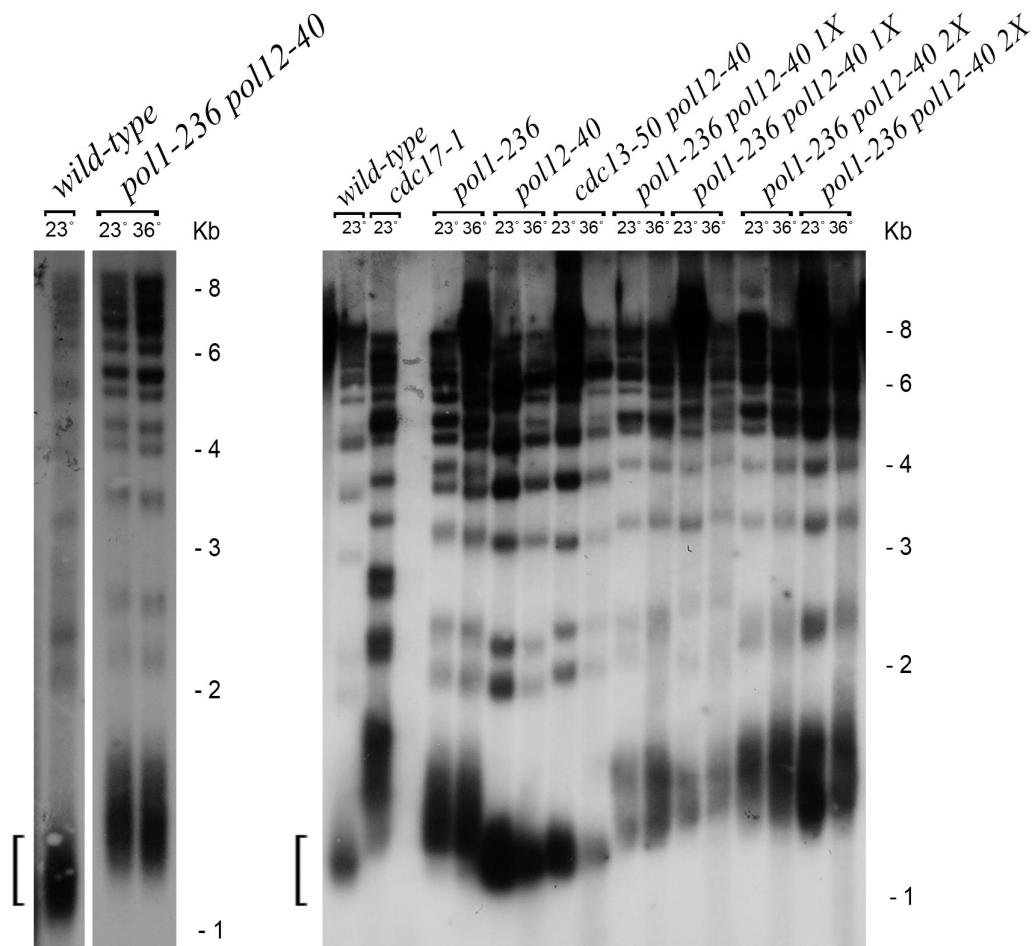 wild-type
pol1-236 pol12-40
23° 23° 36° Kb
- 8
- 6
- 4
- 3
- 2
- 1
[
wild-type
cdc17-1
pol1-236
pol12-40
cdc13-50 pol12-40
pol1-236 pol12-40 1X
pol1-236 pol12-40 1X
pol1-236 pol12-40 2X
pol1-236 pol12-40 2X
23° 23° 23° 36° 23° 36° 23° 36° 23° 36° 23° 36° 23° 36° 23° 36° Kb
- 8
- 6
- 4
- 3
- 2
- 1
[